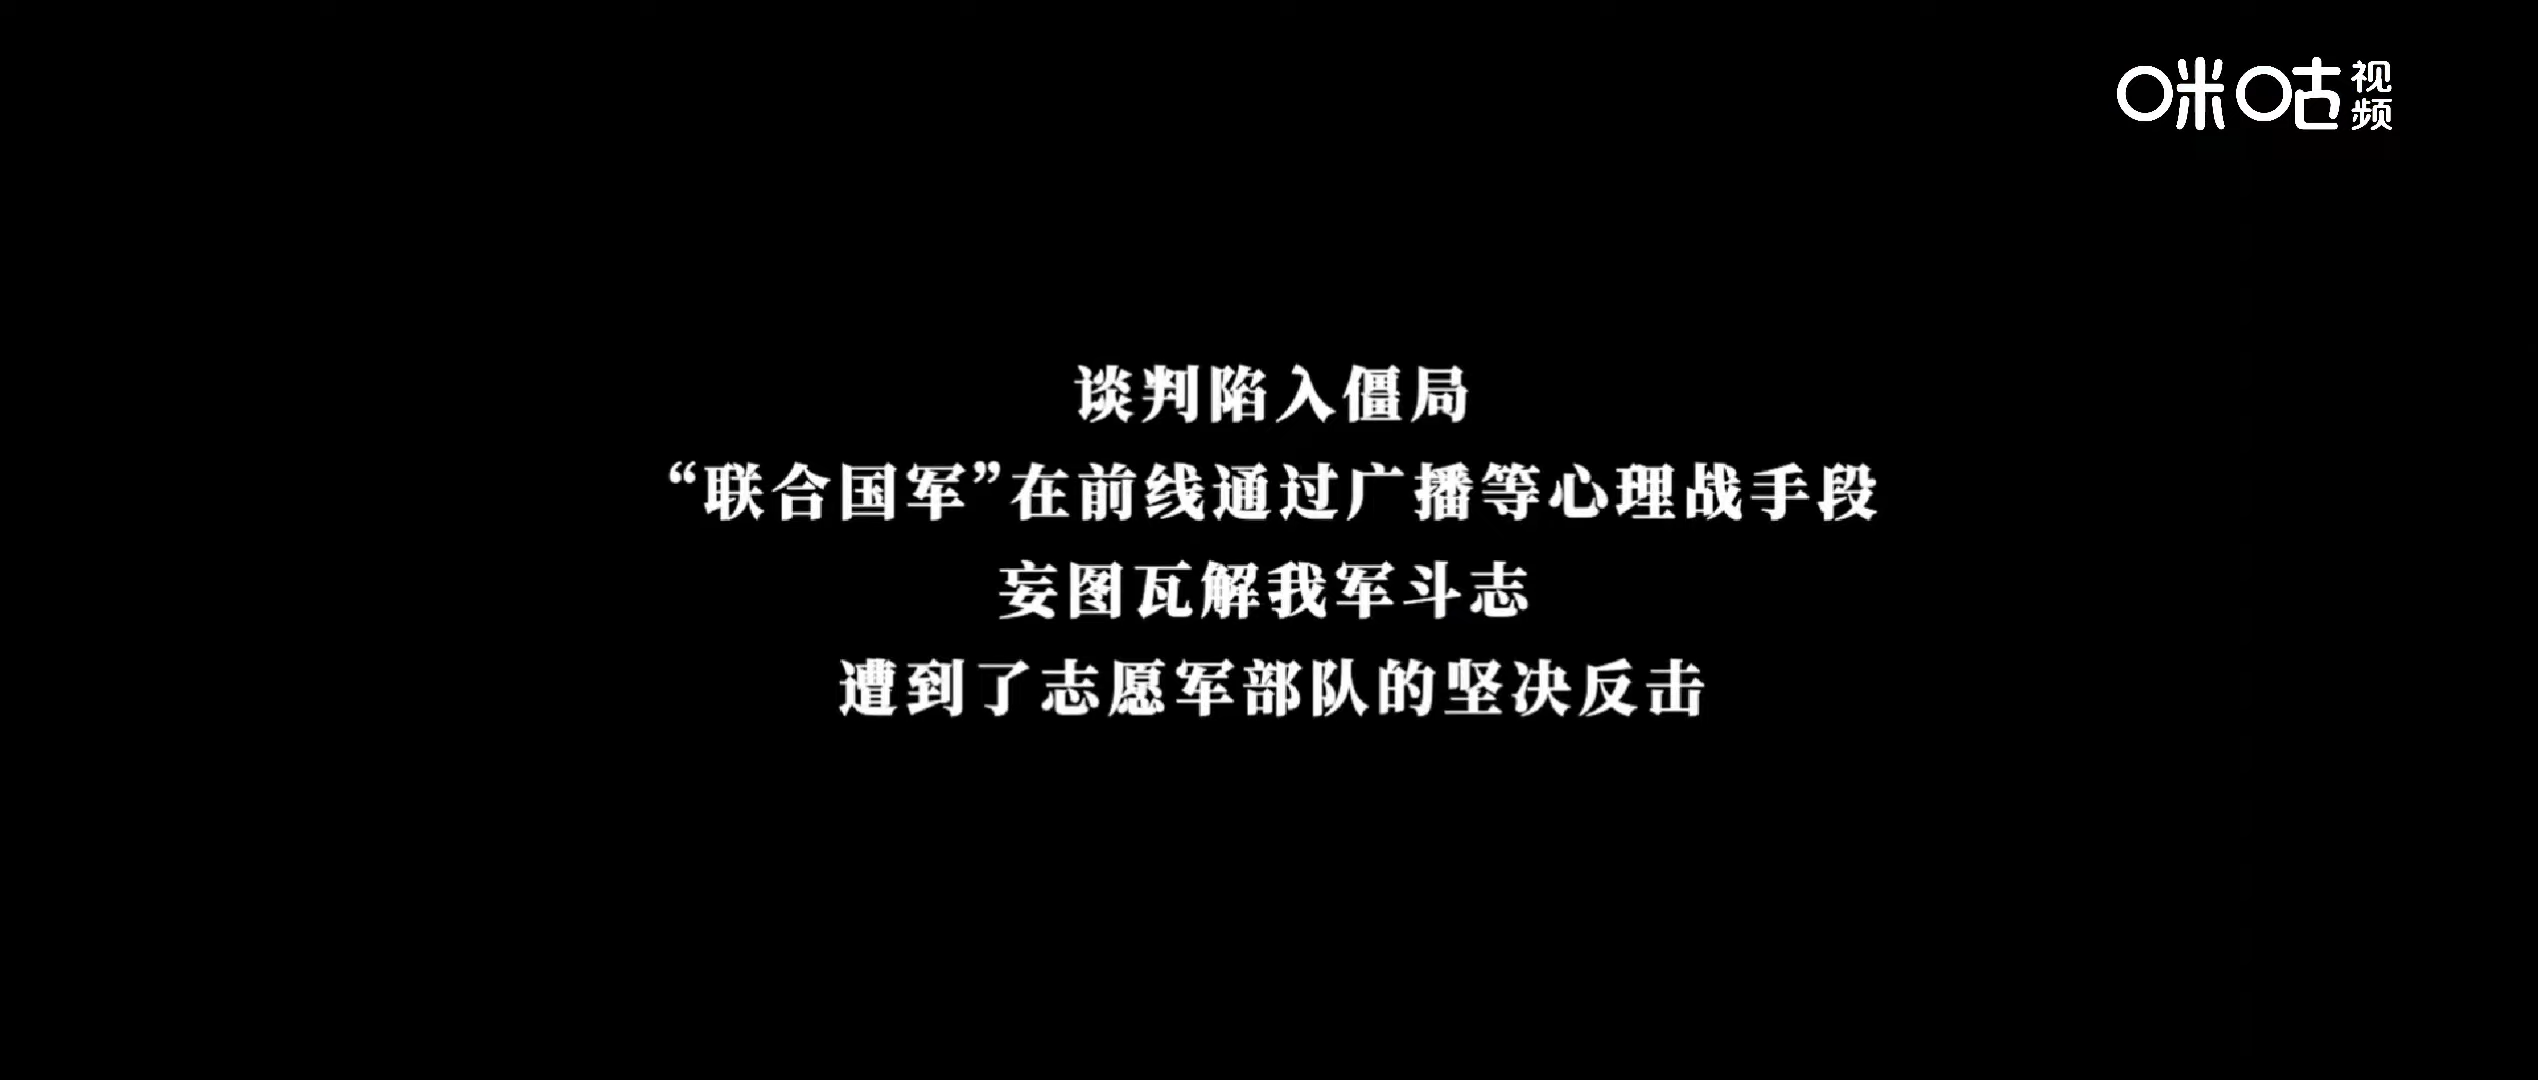 咪咕视频
谈判陷入僵局
“联合国军”在前线通过广播等心理战手段
妄图瓦解我军斗志
遭到了志愿军部队的坚决反击